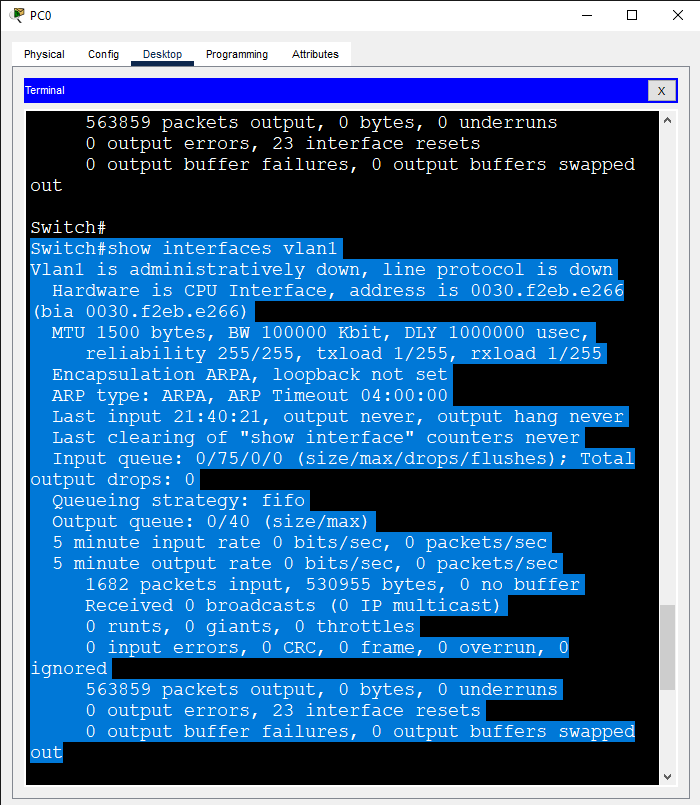 PC0
Physical Config Desktop Programming Attributes
Terminal X
563859 packets output, 0 bytes, 0 underruns
0 output errors, 23 interface resets
0 output buffer failures, 0 output buffers swapped
out
Switch#
Switch#show interfaces vlan1
Vlan1 is administratively down, line protocol is down
Hardware is CPU Interface, address is 0030.f2eb.e266
(bia 0030.f2eb.e266)
MTU 1500 bytes, BW 100000 Kbit, DLY 1000000 usec,
reliability 255/255, txload 1/255, rxload 1/255
Encapsulation ARPA, loopback not set
ARP type: ARPA, ARP Timeout 04:00:00
Last input 21:40:21, output never, output hang never
Last clearing of "show interface" counters never
Input queue: 0/75/0/0 (size/max/drops/flushes); Total
output drops: 0
Queueing strategy: fifo
Output queue: 0/40 (size/max)
5 minute input rate 0 bits/sec, 0 packets/sec
5 minute output rate 0 bits/sec, 0 packets/sec
1682 packets input, 530955 bytes, 0 no buffer
Received 0 broadcasts (0 IP multicast)
0 runts, 0 giants, 0 throttles
0 input errors, 0 CRC, 0 frame, 0 overrun, 0
ignored
563859 packets output, 0 bytes, 0 underruns
0 output errors, 23 interface resets
0 output buffer failures, 0 output buffers swapped
out